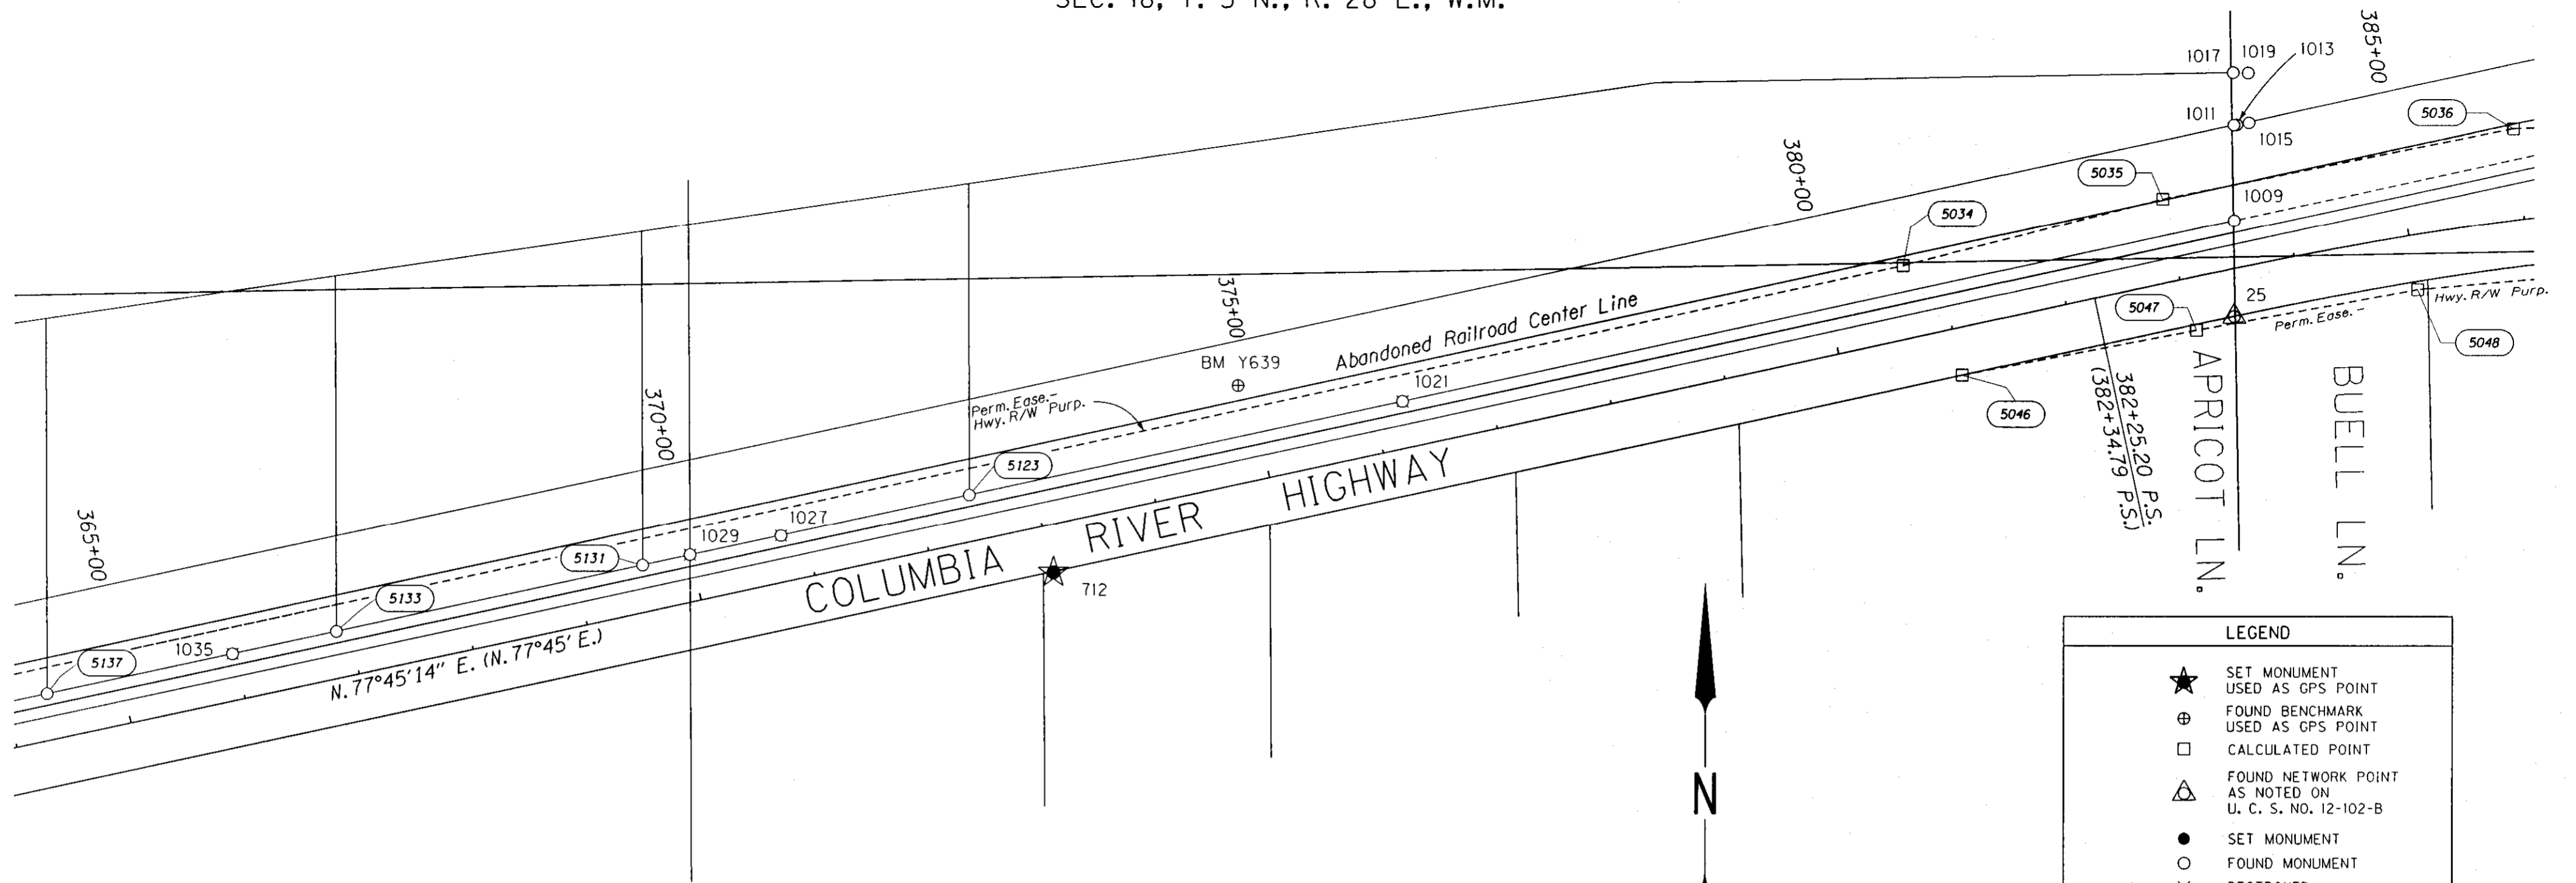 SEC. 18, T. 5 N., R. 28 E., W.M.
385+00
1017
1019
1013
1011
1015
5036
380+00
5035
5034
1009
375+00
25
Hwy. R/W Purp.
5047
Perm. Ease.-
5048
Abandoned Railroad Center Line
BM Y639
1021
370+00
Perm. Ease.-
Hwy. R/W Purp.
5046
382+25.20 P.S.
(382+34.79 P.S.)
APRICOT LN.
BUELL LN.
5123
COLUMBIA RIVER HIGHWAY
365+00
1027
1029
5131
712
5133
1035
5137
N. 77°45'14" E. (N. 77°45' E.)
N
LEGEND
SET MONUMENT
USED AS GPS POINT
FOUND BENCHMARK
USED AS GPS POINT
CALCULATED POINT
FOUND NETWORK POINT
AS NOTED ON
U. C. S. NO. 12-102-B
SET MONUMENT
FOUND MONUMENT